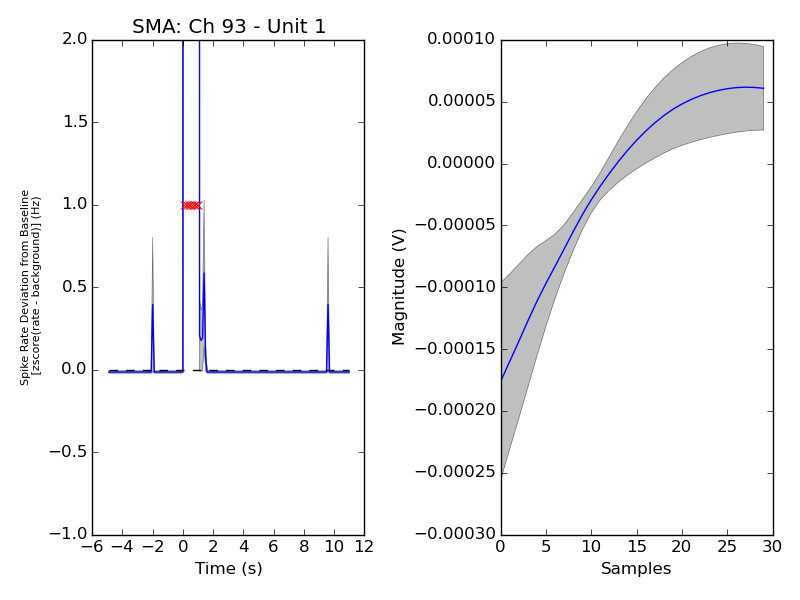 SMA: Ch 93 - Unit 1
2.0
1.5
1.0
0.5
0.0
−0.5
−1.0
−6 −4 −2 0 2 4 6 8 10 12
Time (s)
Spike Rate Deviation from Baseline
[zscore(rate - background)] (Hz)
0.00010
0.00005
0.00000
−0.00005
−0.00010
−0.00015
−0.00020
−0.00025
−0.00030
0 5 10 15 20 25 30
Samples
Magnitude (V)